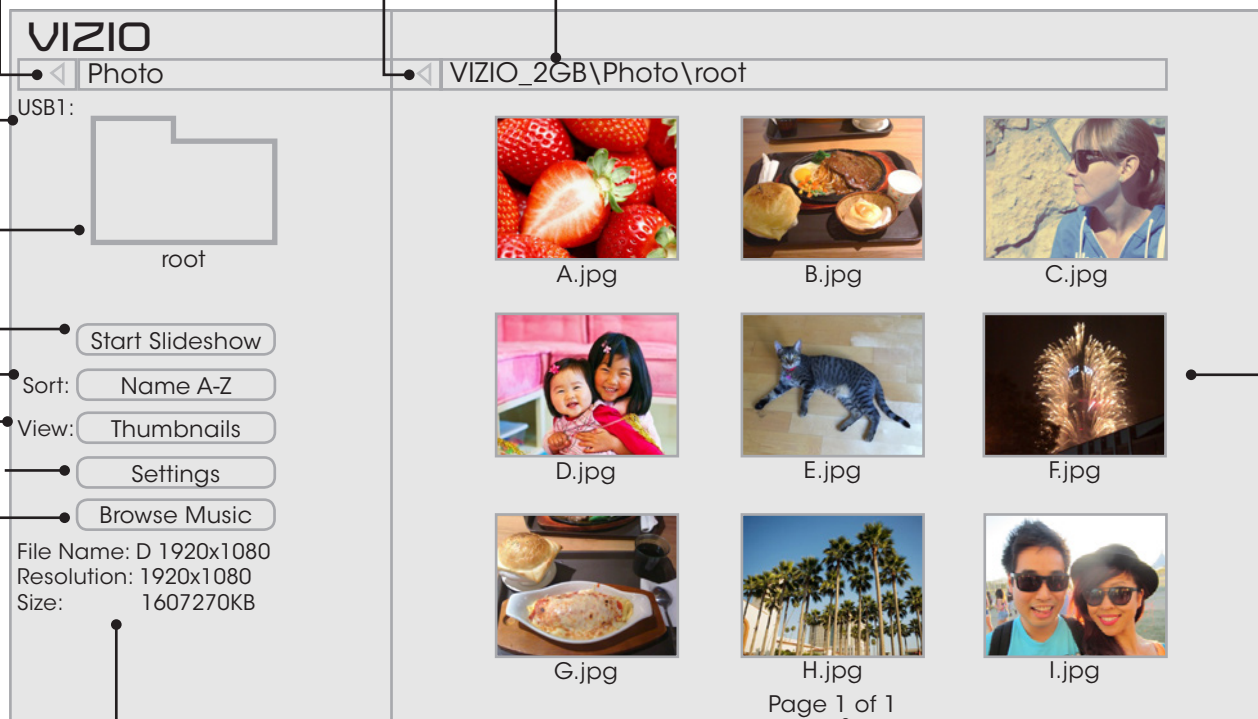 VIZIO
Photo
USB1:
root
Start Slideshow
Sort: Name A-Z
View: Thumbnails
Settings
Browse Music
File Name: D 1920x1080
Resolution: 1920x1080
Size: 1607270KB
VIZIO_2GB\Photo\root
A.jpg
B.jpg
C.jpg
D.jpg
E.jpg
F.jpg
G.jpg
H.jpg
I.jpg
Page 1 of 1